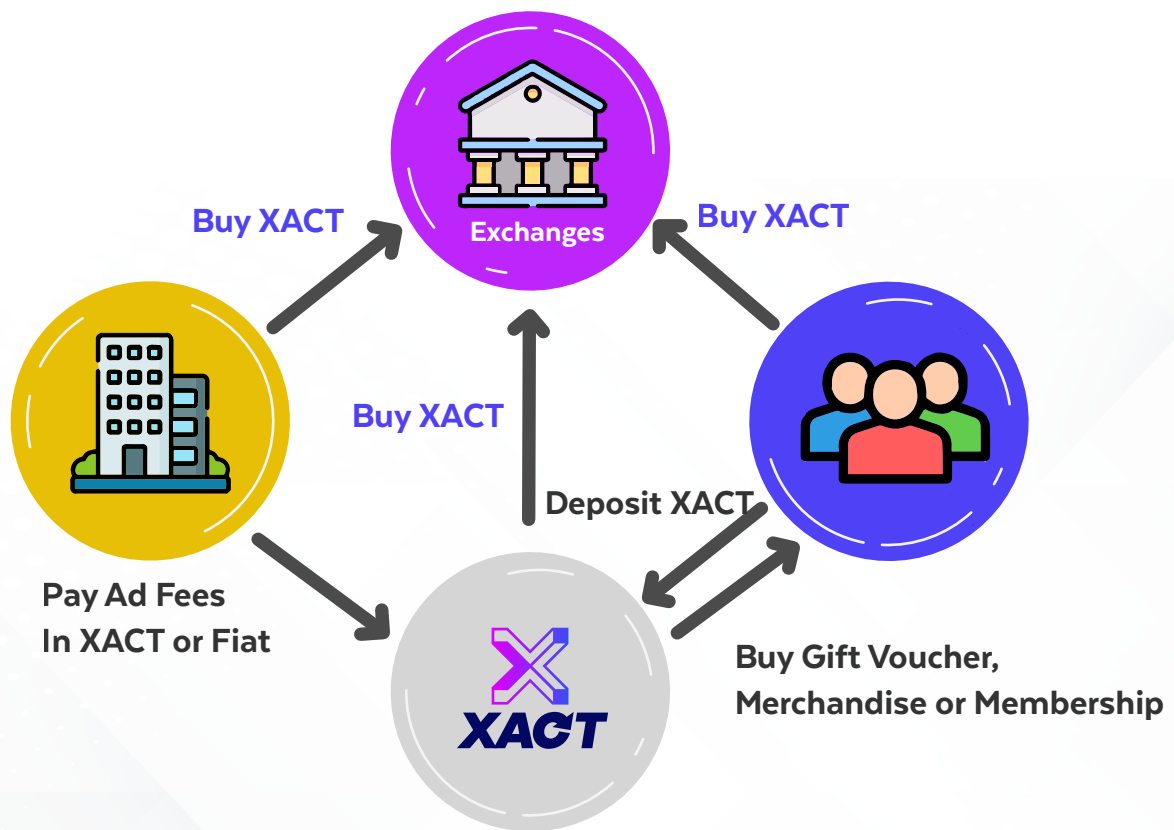 Buy XACT
Exchanges
Buy XACT
Buy XACT
Deposit XACT
Pay Ad Fees
In XACT or Fiat
XACT
Buy Gift Voucher,
Merchandise or Membership